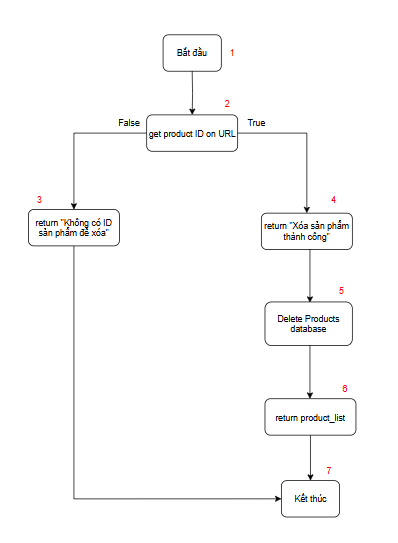 Bắt đầu
1
2
False
True
get product ID on URL
3
4
return "Không có ID
sản phẩm để xóa"
return "Xóa sản phẩm
thành công"
5
Delete Products
database
6
return product_list
7
Kết thúc